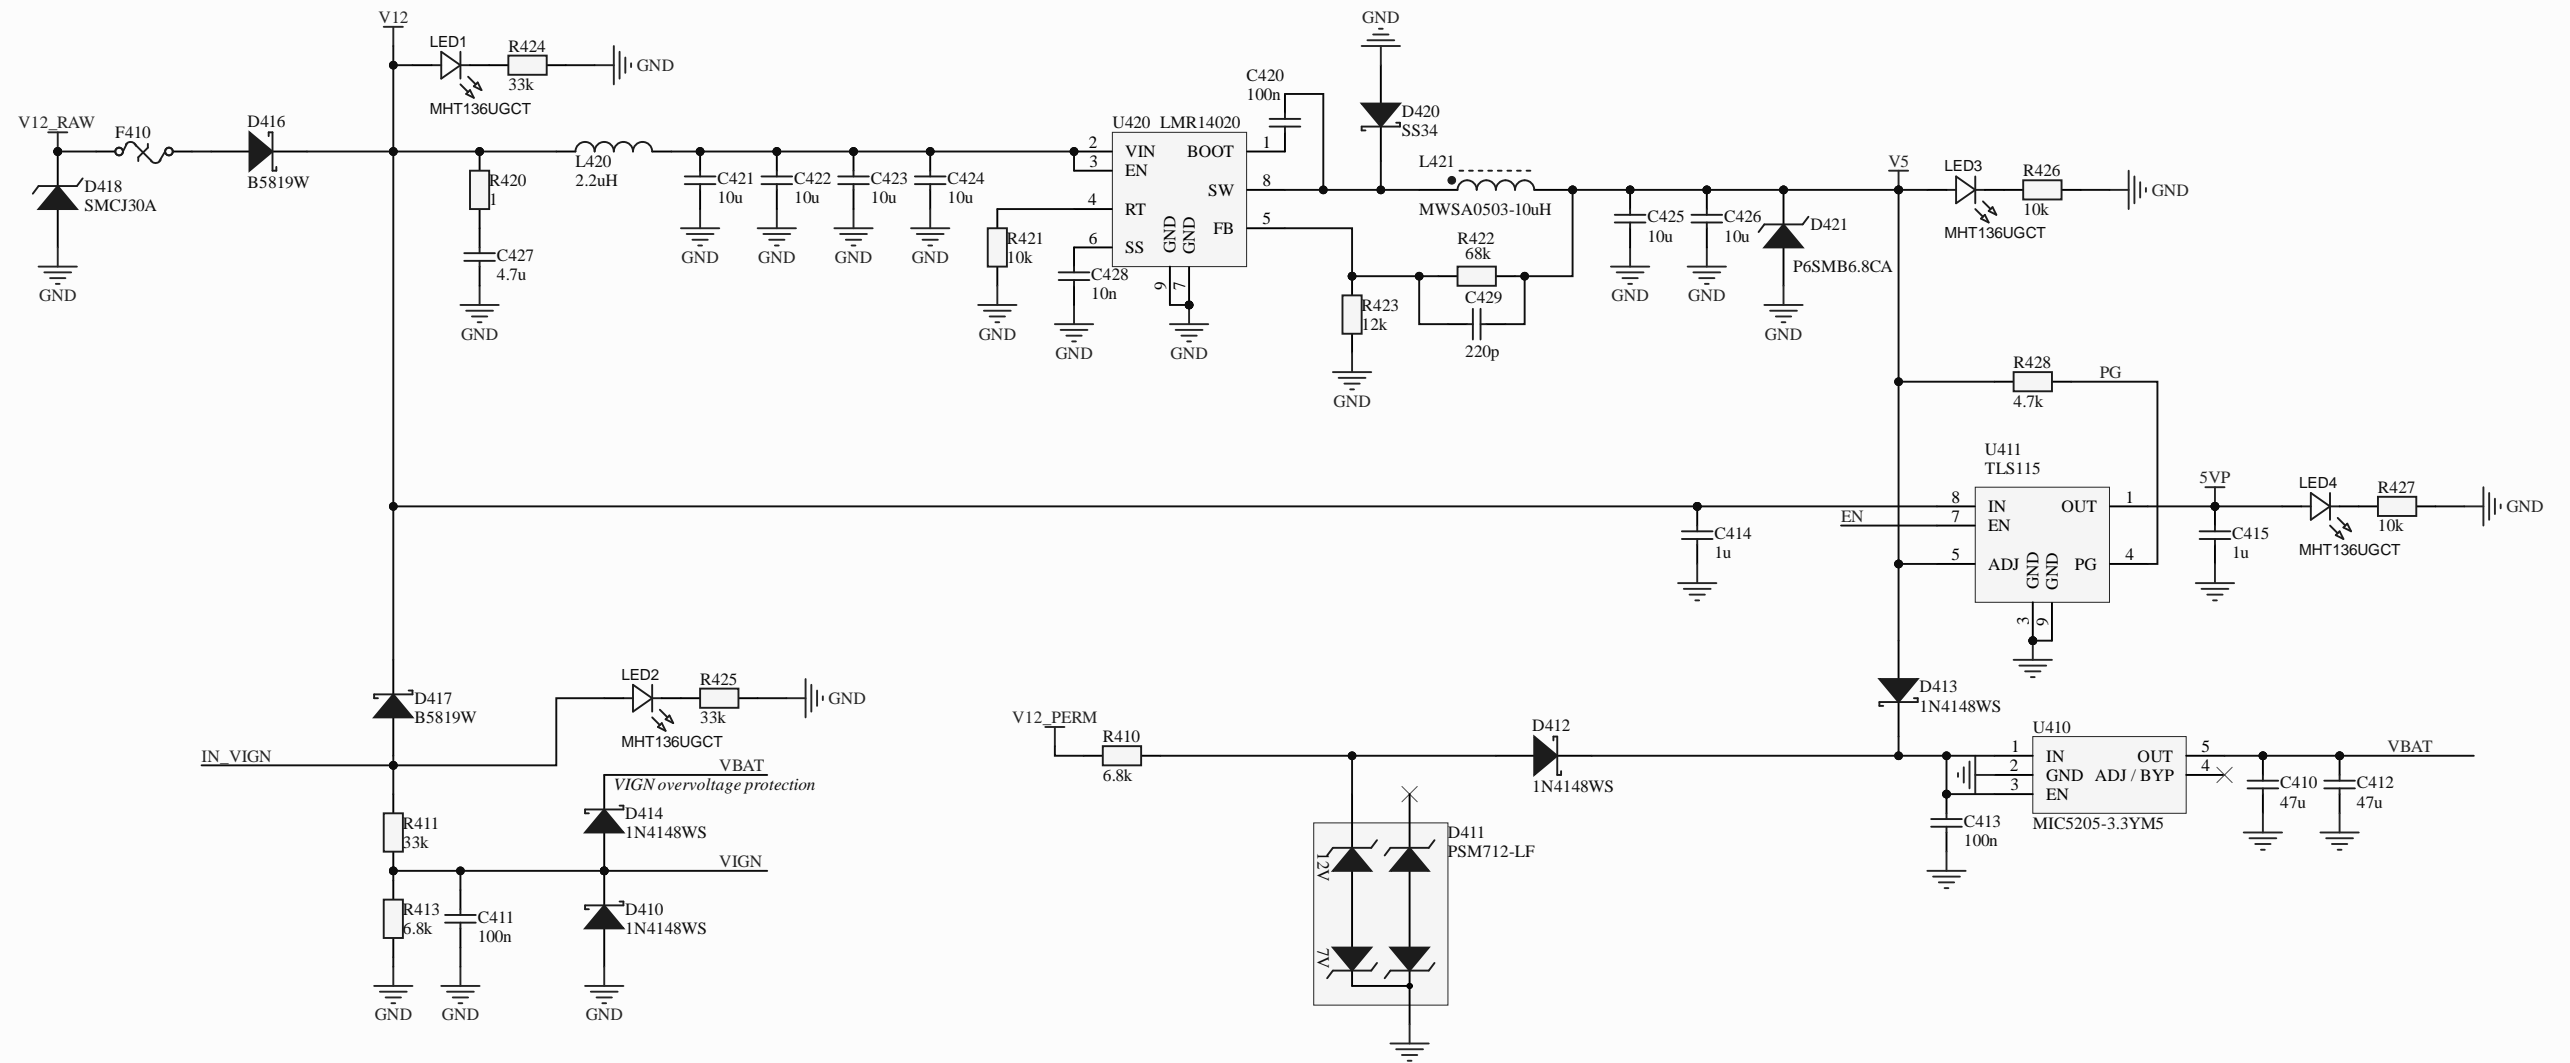 V12
LED1
R424
33k
GND
MHT136UGCT
V12_RAW
F410
D416
B5819W
D418
SMCJ30A
GND
R420
1
C427
4.7u
GND
L420
2.2uH
C421
10u
GND
C422
10u
GND
C423
10u
GND
C424
10u
GND
U420 LMR14020
2
VIN
3
EN
4
RT
6
SS
BOOT
1
SW
8
FB
5
GND
GND
9
7
GND
R421
10k
GND
C428
10n
GND
C420
100n
GND
D420
SS34
L421
MWSA0503-10uH
R422
68k
C429
220p
R423
12k
GND
C425
10u
GND
C426
10u
GND
D421
P6SMB6.8CA
GND
V5
LED3
R426
10k
GND
MHT136UGCT
R428
4.7k
PG
U411
TLS115
8
IN
EN
7
EN
5
ADJ
OUT
1
PG
4
GND
GND
3
9
C414
1u
5VP
C415
1u
LED4
R427
10k
GND
MHT136UGCT
D417
B5819W
LED2
R425
33k
GND
MHT136UGCT
IN_VIGN
VBAT
VIGN overvoltage protection
D414
1N4148WS
R411
33k
VIGN
R413
6.8k
GND
C411
100n
GND
D410
1N4148WS
GND
V12_PERM
R410
6.8k
D412
1N4148WS
D411
PSM712-LF
12V
7V
D413
1N4148WS
U410
1
IN
2
GND
3
EN
OUT
5
ADJ / BYP
4
MIC5205-3.3YM5
C413
100n
VBAT
C410
47u
C412
47u